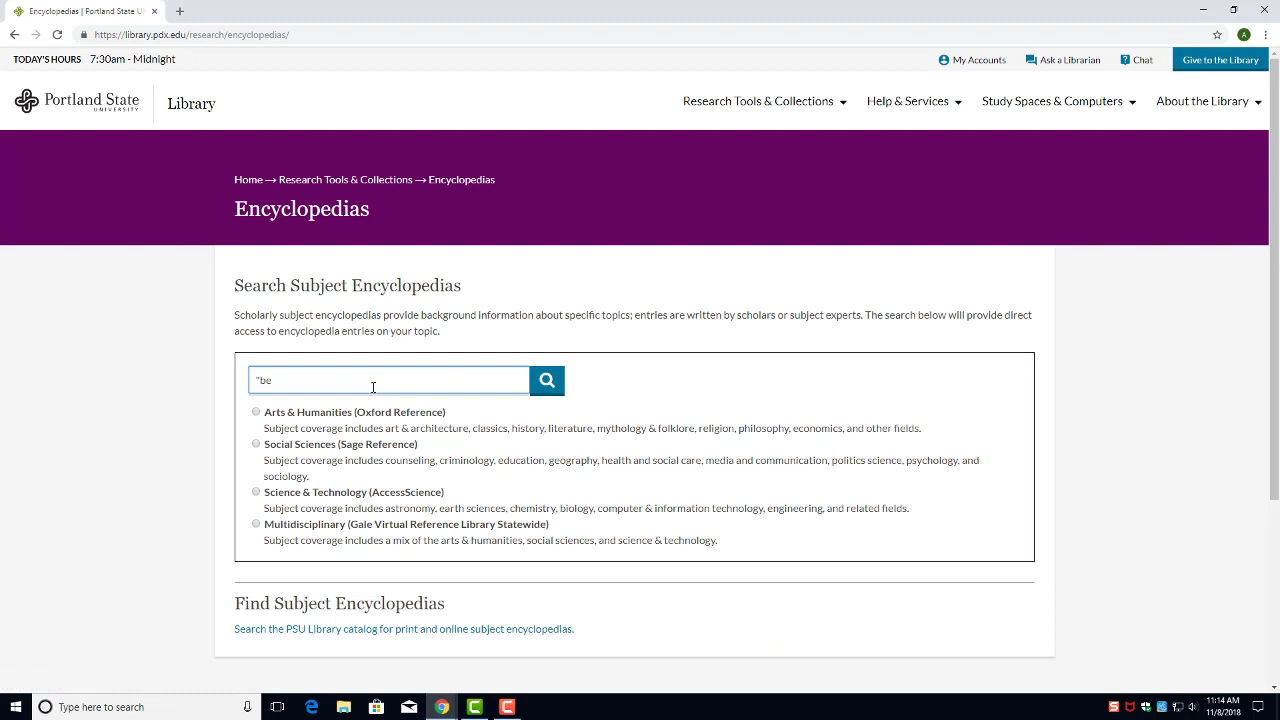 Encyclopedias | Portland State U
https://library.pdx.edu/research/encyclopedias/
A
TODAY'S HOURS 7:30am - Midnight
My Accounts
Ask a Librarian
Chat
Give to the Library
Portland State
UNIVERSITY
Library
Research Tools & Collections
Help & Services
Study Spaces & Computers
About the Library
Home → Research Tools & Collections → Encyclopedias
Encyclopedias
Search Subject Encyclopedias
Scholarly subject encyclopedias provide background information about specific topics; entries are written by scholars or subject experts. The search below will provide direct
access to encyclopedia entries on your topic.
"be
Arts & Humanities (Oxford Reference)
Subject coverage includes art & architecture, classics, history, literature, mythology & folklore, religion, philosophy, economics, and other fields.
Social Sciences (Sage Reference)
Subject coverage includes counseling, criminology, education, geography, health and social care, media and communication, politics science, psychology, and
sociology.
Science & Technology (AccessScience)
Subject coverage includes astronomy, earth sciences, chemistry, biology, computer & information technology, engineering, and related fields.
Multidisciplinary (Gale Virtual Reference Library Statewide)
Subject coverage includes a mix of the arts & humanities, social sciences, and science & technology.
Find Subject Encyclopedias
Search the PSU Library catalog for print and online subject encyclopedias.
Type here to search
11:14 AM
11/8/2018